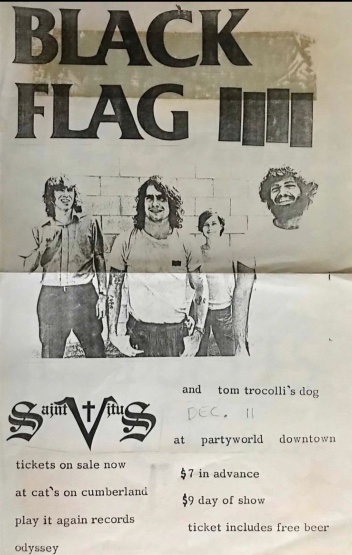 BLACK
FLAG
Saint Vitus
and tom trocolli's dog
DEC. 11
at partyworld downtown
tickets on sale now
at cat's on cumberland
play it again records
odyssey
$7 in advance
$9 day of show
ticket includes free beer